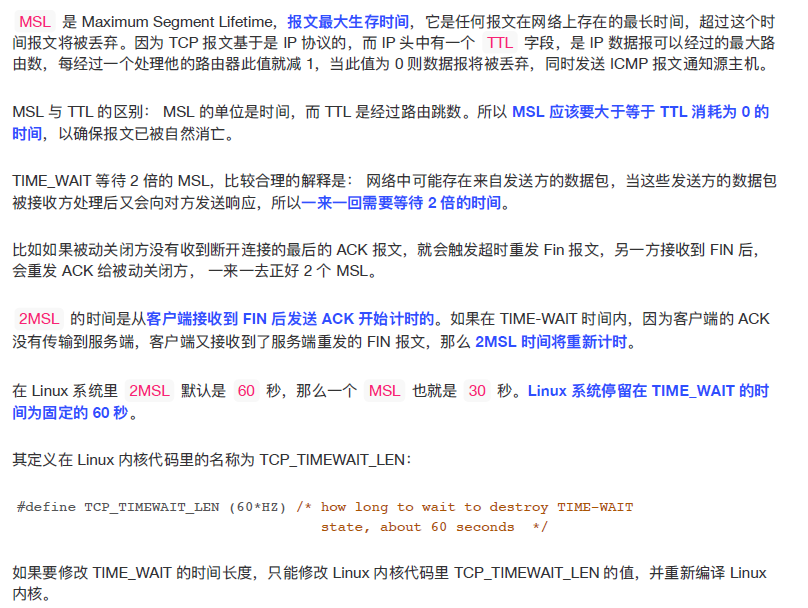 MSL 是 Maximum Segment Lifetime，报文最大生存时间，它是任何报文在网络上存在的最长时间，超过这个时
间报文将被丢弃。因为 TCP 报文基于是 IP 协议的，而 IP 头中有一个 TTL 字段，是 IP 数据报可以经过的最大路
由数，每经过一个处理他的路由器此值就减 1，当此值为 0 则数据报将被丢弃，同时发送 ICMP 报文通知源主机。
MSL 与 TTL 的区别： MSL 的单位是时间，而 TTL 是经过路由跳数。所以 MSL 应该要大于等于 TTL 消耗为 0 的
时间，以确保报文已被自然消亡。
TIME_WAIT 等待 2 倍的 MSL，比较合理的解释是： 网络中可能存在来自发送方的数据包，当这些发送方的数据包
被接收方处理后又会向对方发送响应，所以一来一回需要等待 2 倍的时间。
比如如果被动关闭方没有收到断开连接的最后的 ACK 报文，就会触发超时重发 Fin 报文，另一方接收到 FIN 后，
会重发 ACK 给被动关闭方， 一来一去正好 2 个 MSL。
2MSL 的时间是从客户端接收到 FIN 后发送 ACK 开始计时的。如果在 TIME-WAIT 时间内，因为客户端的 ACK
没有传输到服务端，客户端又接收到了服务端重发的 FIN 报文，那么 2MSL 时间将重新计时。
在 Linux 系统里 2MSL 默认是 60 秒，那么一个 MSL 也就是 30 秒。Linux 系统停留在 TIME_WAIT 的时
间为固定的 60 秒。
其定义在 Linux 内核代码里的名称为 TCP_TIMEWAIT_LEN：
#define TCP_TIMEWAIT_LEN (60*HZ) /* how long to wait to destroy TIME-WAIT
state, about 60 seconds */
如果要修改 TIME_WAIT 的时间长度，只能修改 Linux 内核代码里 TCP_TIMEWAIT_LEN 的值，并重新编译 Linux
内核。